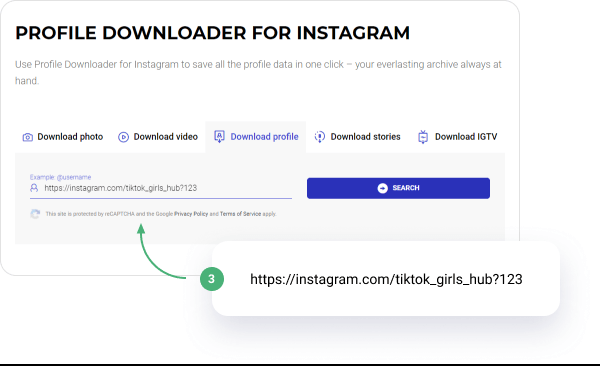 PROFILE DOWNLOADER FOR INSTAGRAM
Use Profile Downloader for Instagram to save all the profile data in one click – your everlasting archive always at
hand.
Download photo Download video Download profile Download stories Download IGTV
Example: @username
https://instagram.com/tiktok_girls_hub?123 SEARCH
This site is protected by reCAPTCHA and the Google Privacy Policy and Terms of Service apply.
3 https://instagram.com/tiktok_girls_hub?123